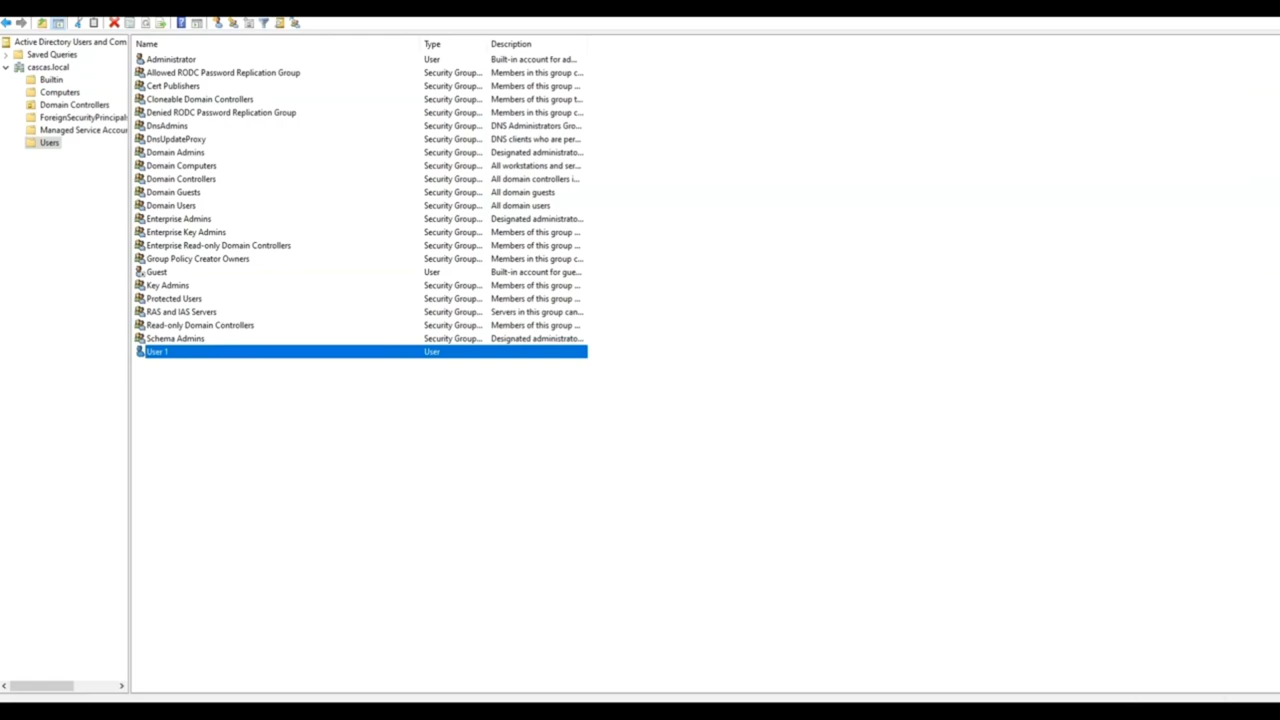 Active Directory Users and Com
Saved Queries
cascas.local
Builtin
Computers
Domain Controllers
ForeignSecurityPrincipals
Managed Service Accour
Users
Name Type Description
Administrator User Built-in account for ad...
Allowed RODC Password Replication Group Security Group... Members in this group c...
Cert Publishers Security Group... Members of this group ...
Cloneable Domain Controllers Security Group... Members of this group t...
Denied RODC Password Replication Group Security Group... Members in this group c...
DnsAdmins Security Group... DNS Administrators Gro...
DnsUpdateProxy Security Group... DNS clients who are per...
Domain Admins Security Group... Designated administrato...
Domain Computers Security Group... All workstations and ser...
Domain Controllers Security Group... All domain controllers i...
Domain Guests Security Group... All domain guests
Domain Users Security Group... All domain users
Enterprise Admins Security Group... Designated administrato...
Enterprise Key Admins Security Group... Members of this group ...
Enterprise Read-only Domain Controllers Security Group... Members of this group ...
Group Policy Creator Owners Security Group... Members in this group c...
Guest User Built-in account for gue...
Key Admins Security Group... Members of this group ...
Protected Users Security Group... Members of this group ...
RAS and IAS Servers Security Group... Servers in this group can...
Read-only Domain Controllers Security Group... Members of this group ...
Schema Admins Security Group... Designated administrato...
User 1 User